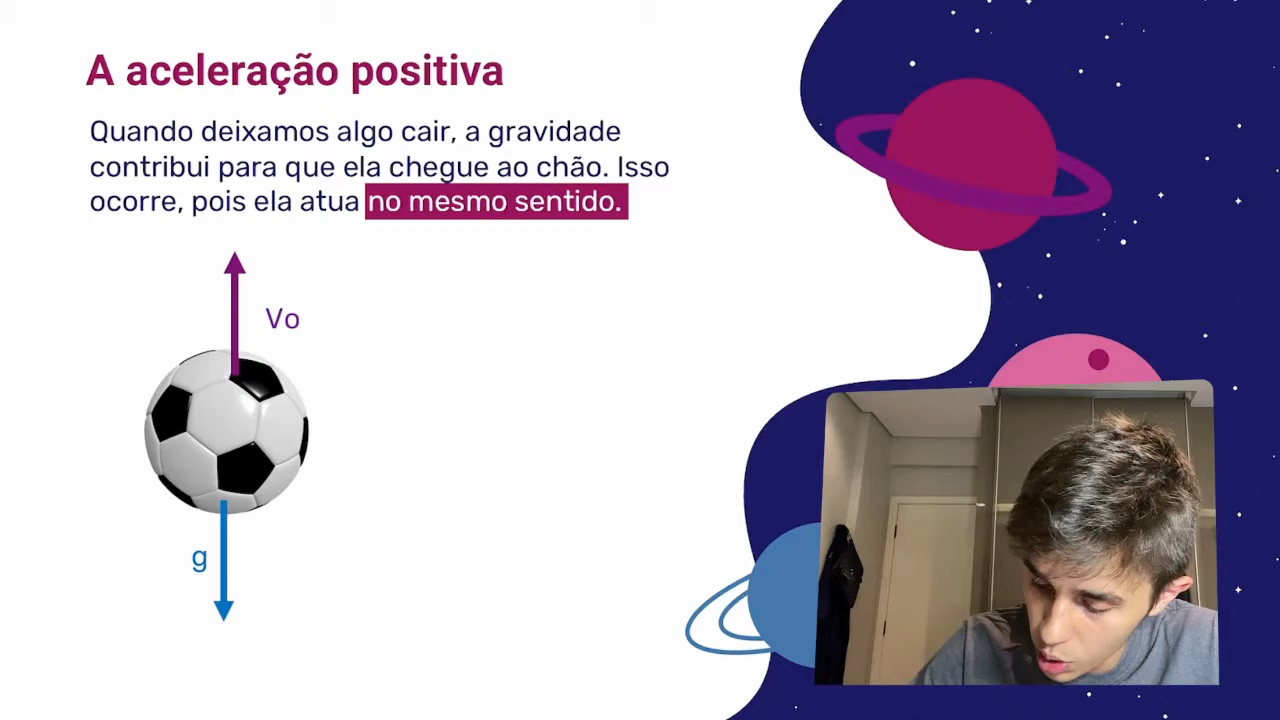 A aceleração positiva
Quando deixamos algo cair, a gravidade
contribui para que ela chegue ao chão. Isso
ocorre, pois ela atua no mesmo sentido.
Vo
g